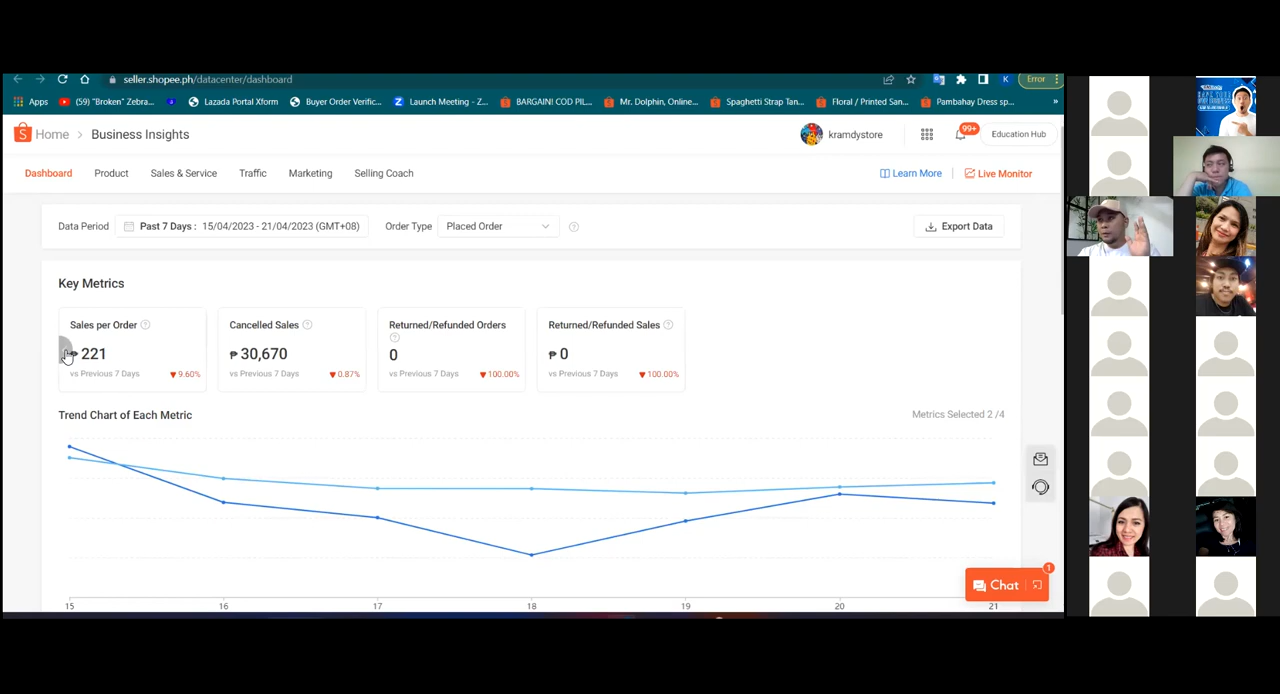 seller.shopee.ph/datacenter/dashboard
Error
Apps
(59) "Broken" Zebra...
Lazada Portal Xform
Buyer Order Verific...
Launch Meeting - Z...
BARGAIN! COD PIL...
Mr. Dolphin, Online...
Spaghetti Strap Tan...
Floral / Printed San...
Pambahay Dress sp...
»
Home > Business Insights
kramdystore
99+
Education Hub
Dashboard
Product
Sales & Service
Traffic
Marketing
Selling Coach
Learn More
Live Monitor
Data Period
Past 7 Days : 15/04/2023 - 21/04/2023 (GMT+08)
Order Type
Placed Order
Export Data
Key Metrics
Sales per Order
₱ 221
vs Previous 7 Days
▼9.60%
Cancelled Sales
₱ 30,670
vs Previous 7 Days
▼0.87%
Returned/Refunded Orders
0
vs Previous 7 Days
▼100.00%
Returned/Refunded Sales
₱ 0
vs Previous 7 Days
▼100.00%
Trend Chart of Each Metric
Metrics Selected 2 /4
Chat
1
15
16
17
18
19
20
21